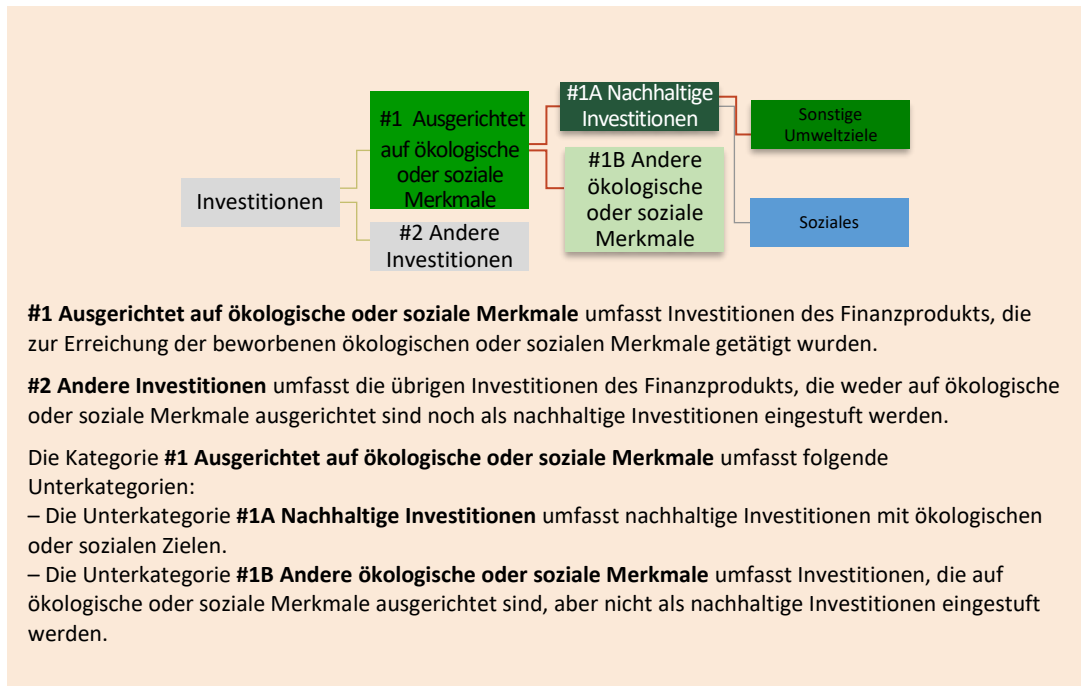 Investitionen
#1 Ausgerichtet
auf ökologische
oder soziale
Merkmale
#2 Andere
Investitionen
#1A Nachhaltige
Investitionen
#1B Andere
ökologische
oder soziale
Merkmale
Sonstige
Umweltziele
Soziales
#1 Ausgerichtet auf ökologische oder soziale Merkmale umfasst Investitionen des Finanzprodukts, die
zur Erreichung der beworbenen ökologischen oder sozialen Merkmale getätigt wurden.
#2 Andere Investitionen umfasst die übrigen Investitionen des Finanzprodukts, die weder auf ökologische
oder soziale Merkmale ausgerichtet sind noch als nachhaltige Investitionen eingestuft werden.
Die Kategorie #1 Ausgerichtet auf ökologische oder soziale Merkmale umfasst folgende
Unterkategorien:
– Die Unterkategorie #1A Nachhaltige Investitionen umfasst nachhaltige Investitionen mit ökologischen
oder sozialen Zielen.
– Die Unterkategorie #1B Andere ökologische oder soziale Merkmale umfasst Investitionen, die auf
ökologische oder soziale Merkmale ausgerichtet sind, aber nicht als nachhaltige Investitionen eingestuft
werden.